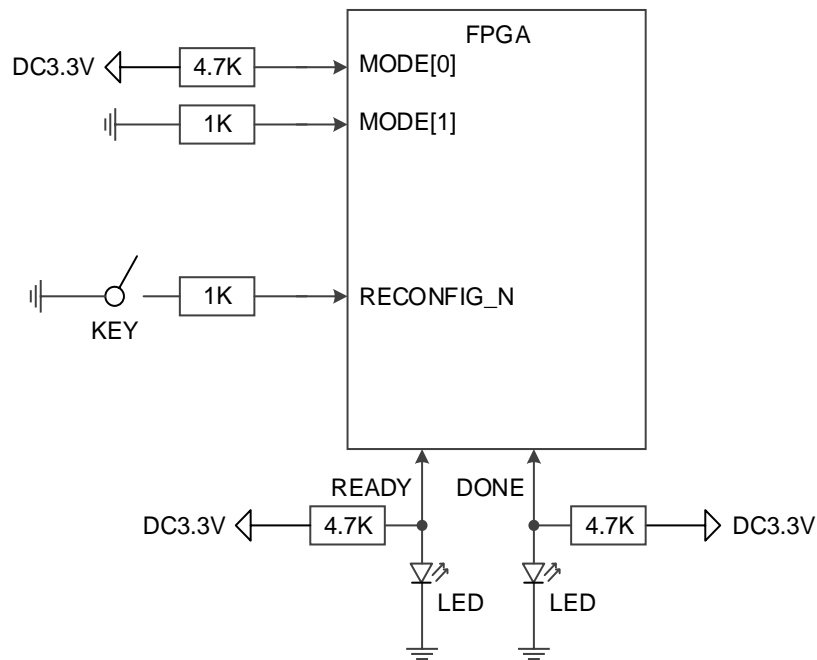 FPGA
DC3.3V
4.7K
MODE[0]
1K
MODE[1]
1K
RECONFIG_N
KEY
READY
DONE
DC3.3V
4.7K
4.7K
DC3.3V
LED
LED